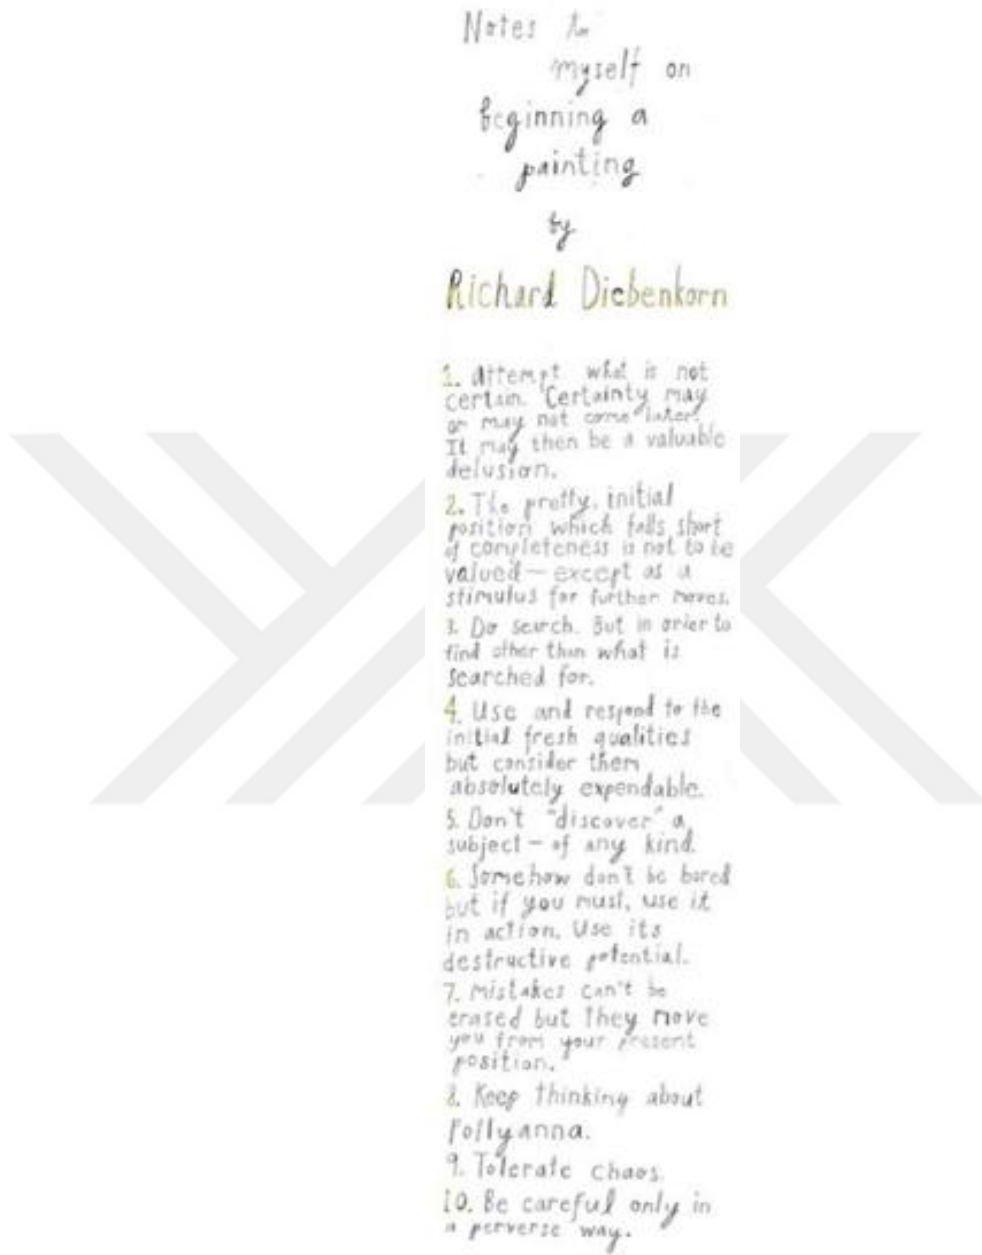 Notes to
myself on
beginning a
painting
by
Richard Diebenkorn
1. attempt what is not
certain. Certainty may
or may not come later.
It may then be a valuable
delusion.
2. The pretty, initial
position which falls short
of completeness is not to be
valued – except as a
stimulus for further moves.
3. Do search. But in order to
find other than what is
searched for.
4. Use and respond to the
initial fresh qualities
but consider them
absolutely expendable.
5. Don't "discover" a
subject – of any kind.
6. Somehow don't be bored
but if you must, use it
in action. Use its
destructive potential.
7. Mistakes can't be
erased but they move
you from your present
position.
8. Keep thinking about
Pollyanna.
9. Tolerate chaos.
10. Be careful only in
a perverse way.